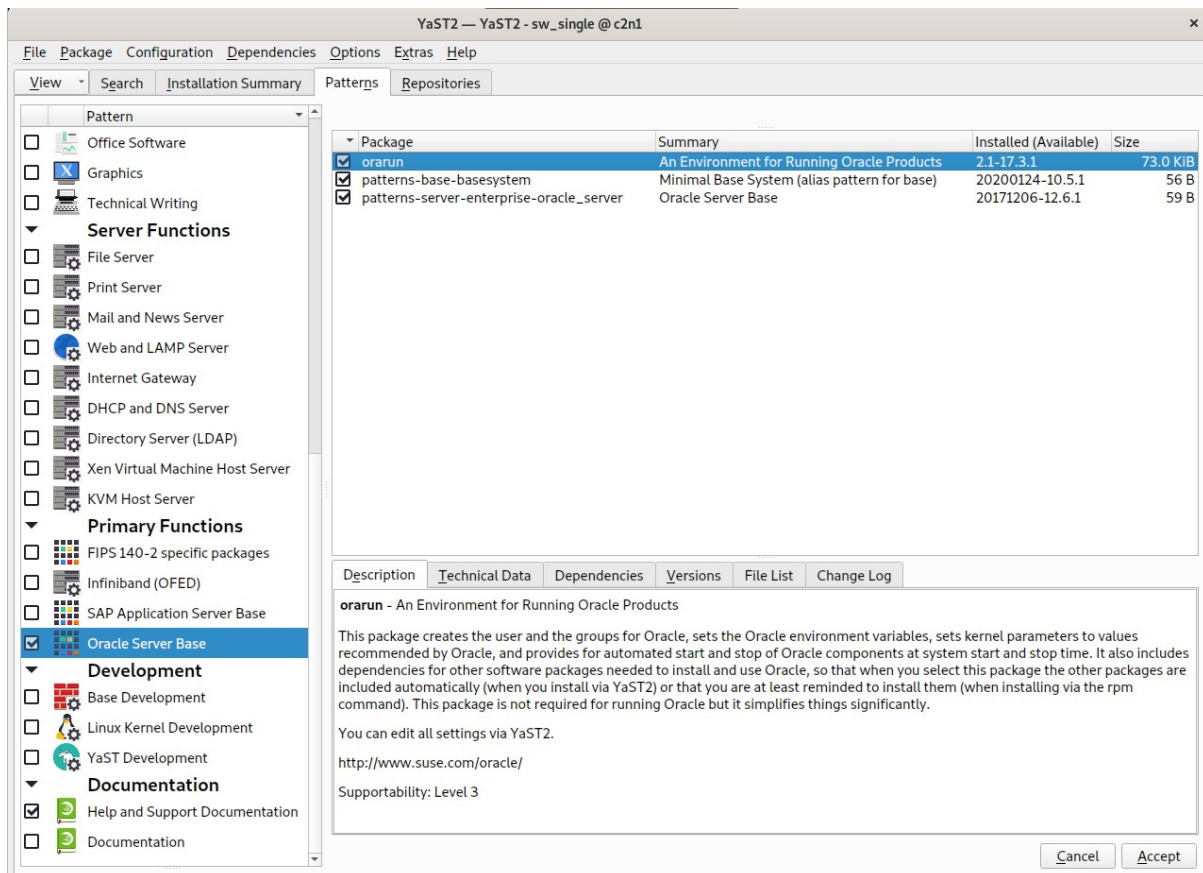 YaST2 — YaST2 - sw_single @ c2n1
×
File Package Configuration Dependencies Options Extras Help
View Search Installation Summary Patterns Repositories
Pattern
Office Software
Graphics
Technical Writing
Server Functions
File Server
Print Server
Mail and News Server
Web and LAMP Server
Internet Gateway
DHCP and DNS Server
Directory Server (LDAP)
Xen Virtual Machine Host Server
KVM Host Server
Primary Functions
FIPS 140-2 specific packages
Infiniband (OFED)
SAP Application Server Base
Oracle Server Base
Development
Base Development
Linux Kernel Development
YaST Development
Documentation
Help and Support Documentation
Documentation
Package Summary Installed (Available) Size
orarun An Environment for Running Oracle Products 2.1-17.3.1 73.0 KiB
patterns-base-basesystem Minimal Base System (alias pattern for base) 20200124-10.5.1 56 B
patterns-server-enterprise-oracle_server Oracle Server Base 20171206-12.6.1 59 B
Description Technical Data Dependencies Versions File List Change Log
orarun - An Environment for Running Oracle Products
This package creates the user and the groups for Oracle, sets the Oracle environment variables, sets kernel parameters to values
recommended by Oracle, and provides for automated start and stop of Oracle components at system start and stop time. It also includes
dependencies for other software packages needed to install and use Oracle, so that when you select this package the other packages are
included automatically (when you install via YaST2) or that you are at least reminded to install them (when installing via the rpm
command). This package is not required for running Oracle but it simplifies things significantly.
You can edit all settings via YaST2.
http://www.suse.com/oracle/
Supportability: Level 3
Cancel Accept